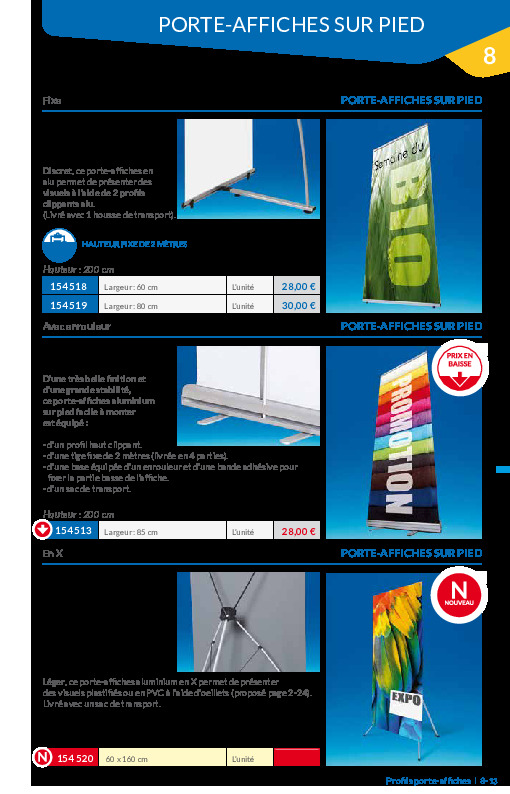 PORTE-AFFICHES SUR PIED
8
Fixe
PORTE-AFFICHES SUR PIED
Discret, ce porte-affiches en
alu permet de présenter des
visuels à l'aide de 2 profils
clippants alu.
(Livré avec 1 housse de transport).
Semaine du
BIO
HAUTEUR FIXE DE 2 MÈTRES
Hauteur : 200 cm
154518 Largeur: 60 cm L'unité 28,00 €
154519 Largeur: 80 cm L'unité 30,00 €
Avec enrouleur
PORTE-AFFICHES SUR PIED
PRIX EN
BAISSE
D'une très belle finition et
d'une grande stabilité,
ce porte-affiches aluminium
sur pied facile à monter
est équipé :
- d'un profil haut clippant.
- d'une tige fixe de 2 mètres (livrée en 4 parties).
- d'une base équipée d'un enrouleur et d'une bande adhésive pour
fixer la partie basse de l'affiche.
- d'un sac de transport.
PROMOTION
Hauteur : 200 cm
154513 Largeur: 85 cm L'unité 28,00 €
En X
PORTE-AFFICHES SUR PIED
N
NOUVEAU
EXPO
Léger, ce porte-affiches aluminium en X permet de présenter
des visuels plastifiés ou en PVC à l'aide d'oeillets (proposé page 2-24).
Livré avec un sac de transport.
N 154 520 60 x 160 cm L'unité
Profils porte-affiches | 8-13